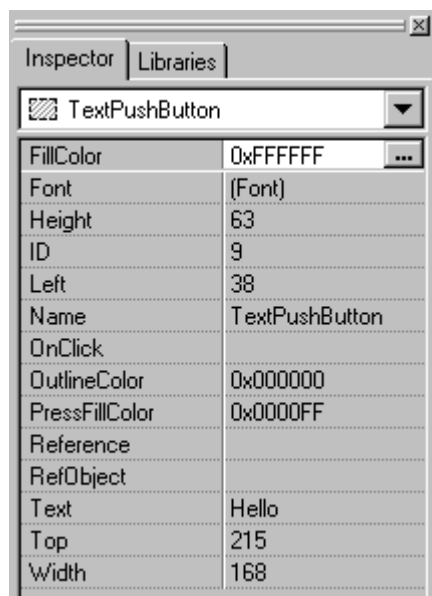 Inspector Libraries
TextPushButton
FillColor 0xFFFFFF ...
Font (Font)
Height 63
ID 9
Left 38
Name TextPushButton
OnClick
OutlineColor 0x000000
PressFillColor 0x0000FF
Reference
RefObject
Text Hello
Top 215
Width 168